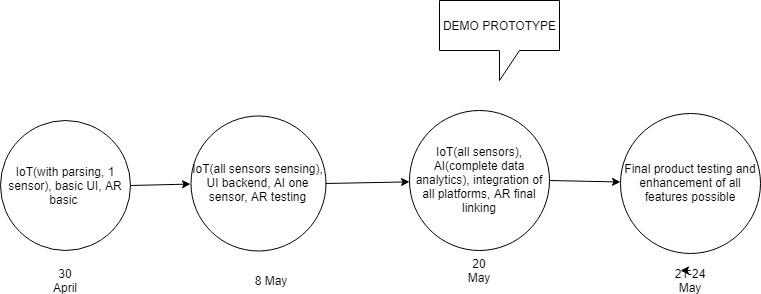 DEMO PROTOTYPE
IoT(with parsing, 1
sensor), basic UI, AR
basic
IoT(all sensors sensing),
UI backend, AI one
sensor, AR testing
IoT(all sensors),
AI(complete data
analytics), integration of
all platforms, AR final
linking
Final product testing and
enhancement of all
features possible
30
April
8 May
20
May
21-24
May